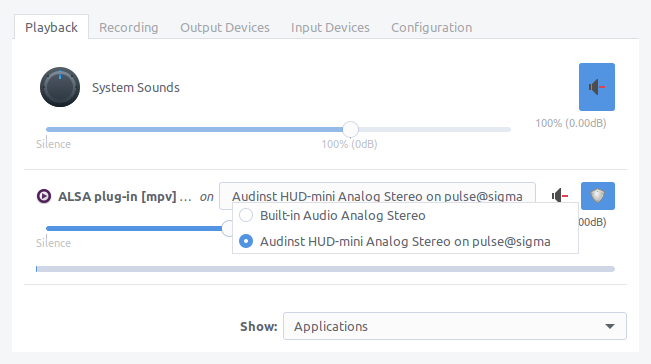 Playback Recording Output Devices Input Devices Configuration
System Sounds
100% (0.00dB)
Silence 100% (0dB)
ALSA plug-in [mpv] ... on Audinst HUD-mini Analog Stereo on pulse@sigma
Built-in Audio Analog Stereo
00dB)
Silence
Audinst HUD-mini Analog Stereo on pulse@sigma
Show: Applications